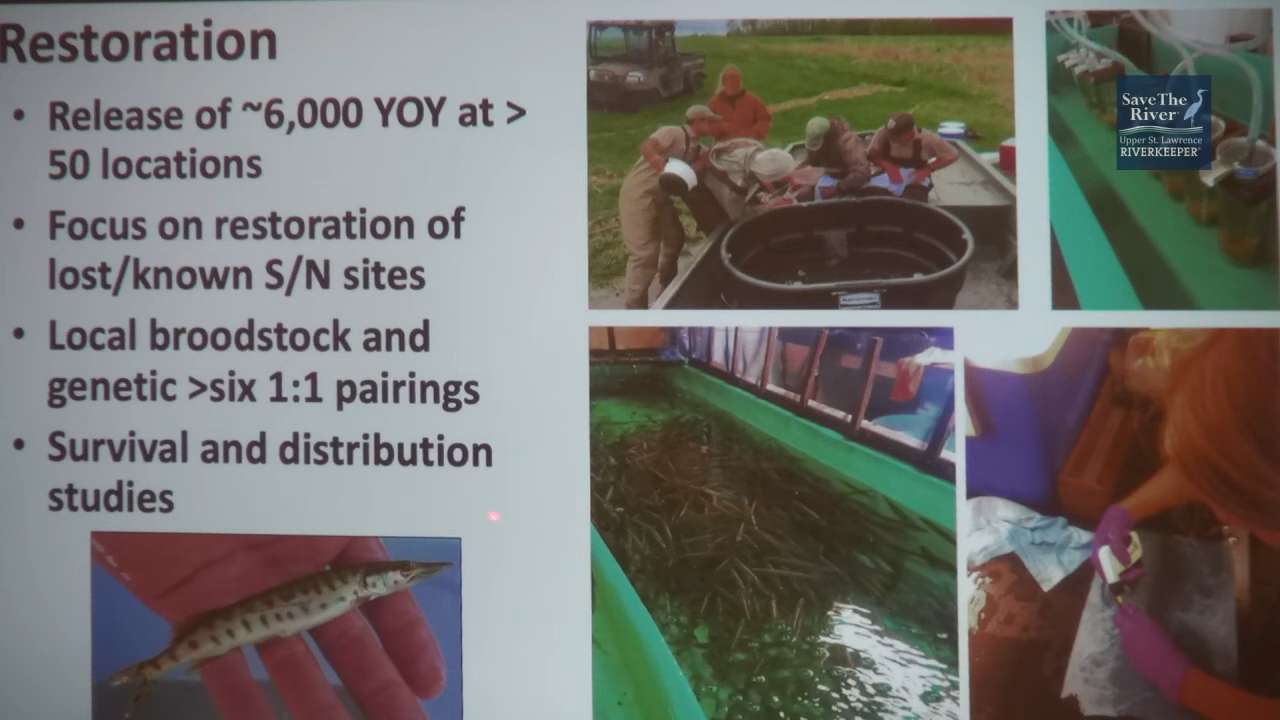 Restoration
• Release of ~6,000 YOY at >
50 locations
• Focus on restoration of
lost/known S/N sites
• Local broodstock and
genetic >six 1:1 pairings
• Survival and distribution
studies
Save The
River
Upper St. Lawrence
RIVERKEEPER®